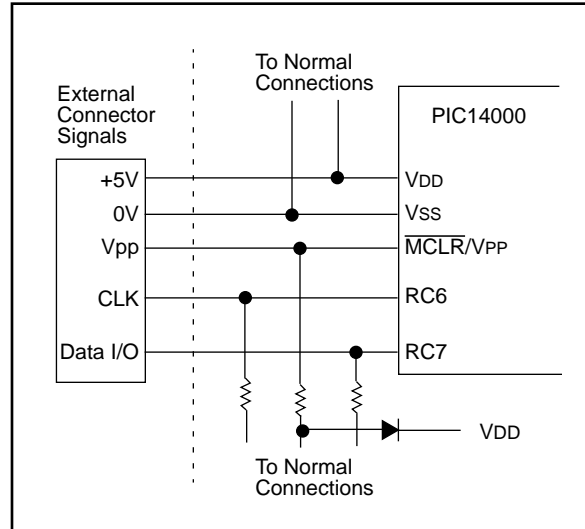 To Normal
Connections
External
Connector
Signals
PIC14000
+5V
VDD
0V
VSS
Vpp
MCLR/VPP
CLK
RC6
Data I/O
RC7
VDD
To Normal
Connections